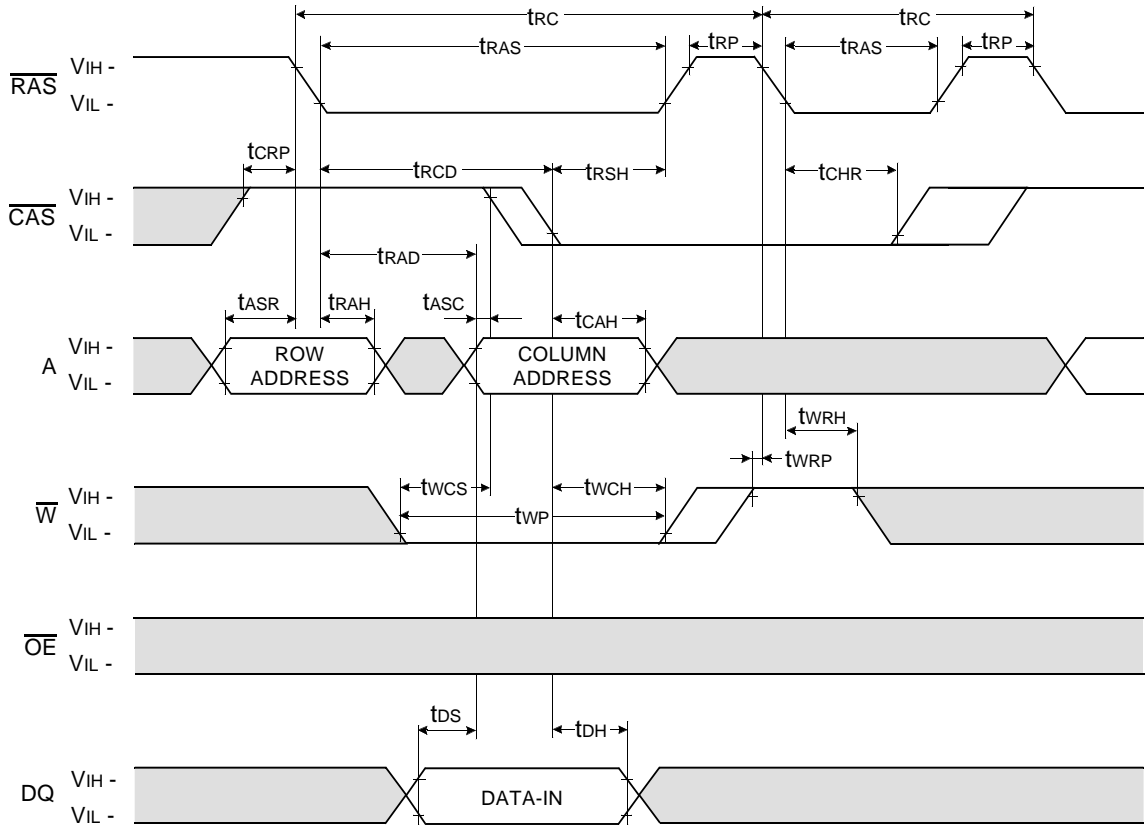 tRC tRC
tRAS tRP tRAS tRP
RAS VIH -
VIL -
tCRP tRCD tRSH tCHR
CAS VIH -
VIL -
tRAD
tASR tRAH tASC tCAH
A VIH -
VIL -
ROW
ADDRESS
COLUMN
ADDRESS
tWRH
tWRP
tWCS tWCH
W VIH -
VIL -
tWP
OE VIH -
VIL -
tDS tDH
DQ VIH -
VIL -
DATA-IN